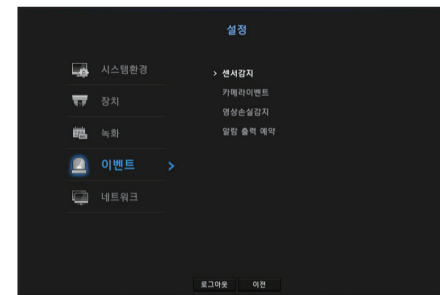 설정
시스템환경
장치
녹화
이벤트 >
네트워크
> 센서감지
카메라이벤트
영상손실감지
알람 출력 예약
로그아웃 이전